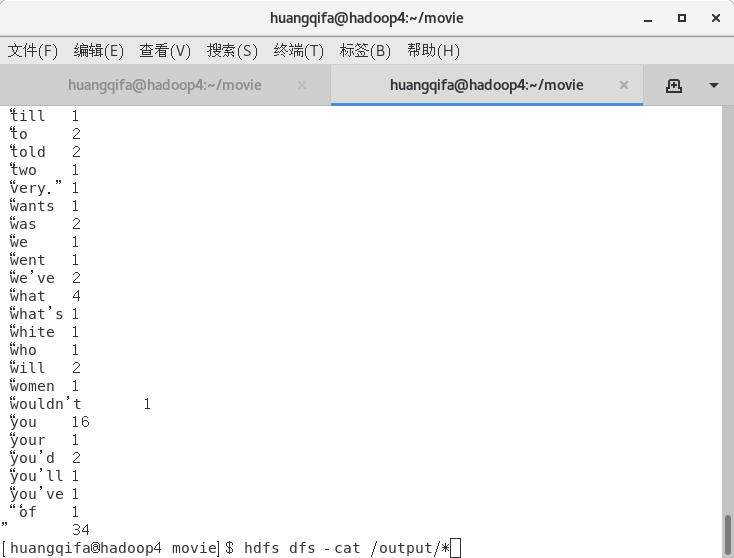 huangqifa@hadoop4:~/movie
文件(F) 编辑(E) 查看(V) 搜索(S) 终端(T) 标签(B) 帮助(H)
huangqifa@hadoop4:~/movie × huangqifa@hadoop4:~/movie ×
“till 1
“to 2
“told 2
“two 1
“very.” 1
“wants 1
“was 2
“we 1
“went 1
“we’ve 2
“what 4
“what’s 1
“white 1
“who 1
“will 2
“women 1
“wouldn’t 1
“you 16
“your 1
“you’d 2
“you’ll 1
“you’ve 1
“‘of 1
” 34
[huangqifa@hadoop4 movie]$ hdfs dfs -cat /output/*